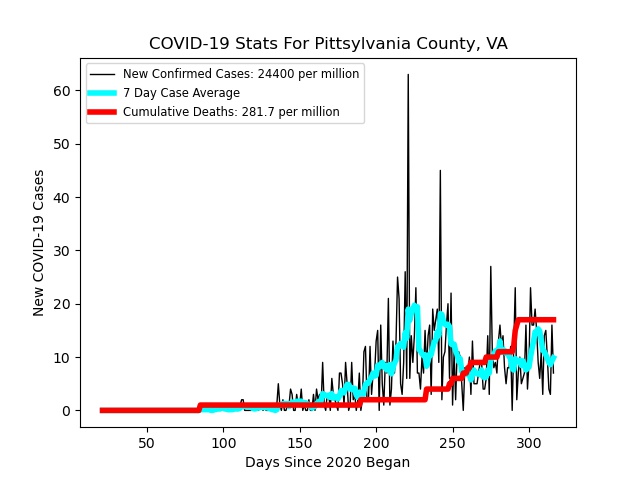 COVID-19 Stats For Pittsylvania County, VA
New Confirmed Cases: 24400 per million
7 Day Case Average
Cumulative Deaths: 281.7 per million
New COVID-19 Cases
60
50
40
30
20
10
0
50
100
150
200
250
300
Days Since 2020 Began